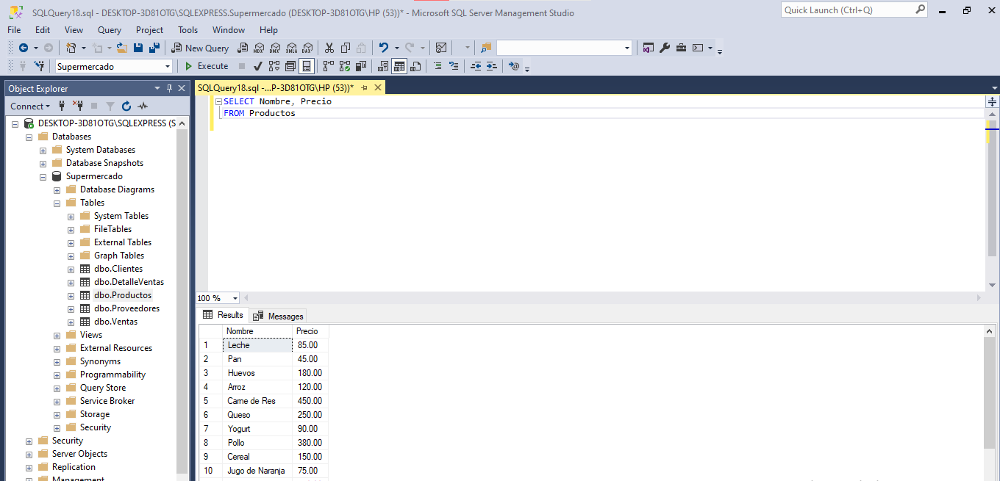 SQLQuery18.sql - DESKTOP-3D81OTG\SQLEXPRESS.Supermercado (DESKTOP-3D81OTG\HP (53))* - Microsoft SQL Server Management Studio
Quick Launch (Ctrl+Q)
File Edit View Query Project Tools Window Help
New Query MDX DMX XMLA DAX
Supermercado Execute
Object Explorer
Connect
DESKTOP-3D81OTG\SQLEXPRESS (S
Databases
System Databases
Database Snapshots
Supermercado
Database Diagrams
Tables
System Tables
FileTables
External Tables
Graph Tables
dbo.Clientes
dbo.DetalleVentas
dbo.Productos
dbo.Proveedores
dbo.Ventas
Views
External Resources
Synonyms
Programmability
Query Store
Service Broker
Storage
Security
Security
Server Objects
Replication
Management
SQLQuery18.sql -...P-3D81OTG\HP (53))*
SELECT Nombre, Precio
FROM Productos
100 %
Results Messages
Nombre Precio
1 Leche 85.00
2 Pan 45.00
3 Huevos 180.00
4 Arroz 120.00
5 Carne de Res 450.00
6 Queso 250.00
7 Yogurt 90.00
8 Pollo 380.00
9 Cereal 150.00
10 Jugo de Naranja 75.00